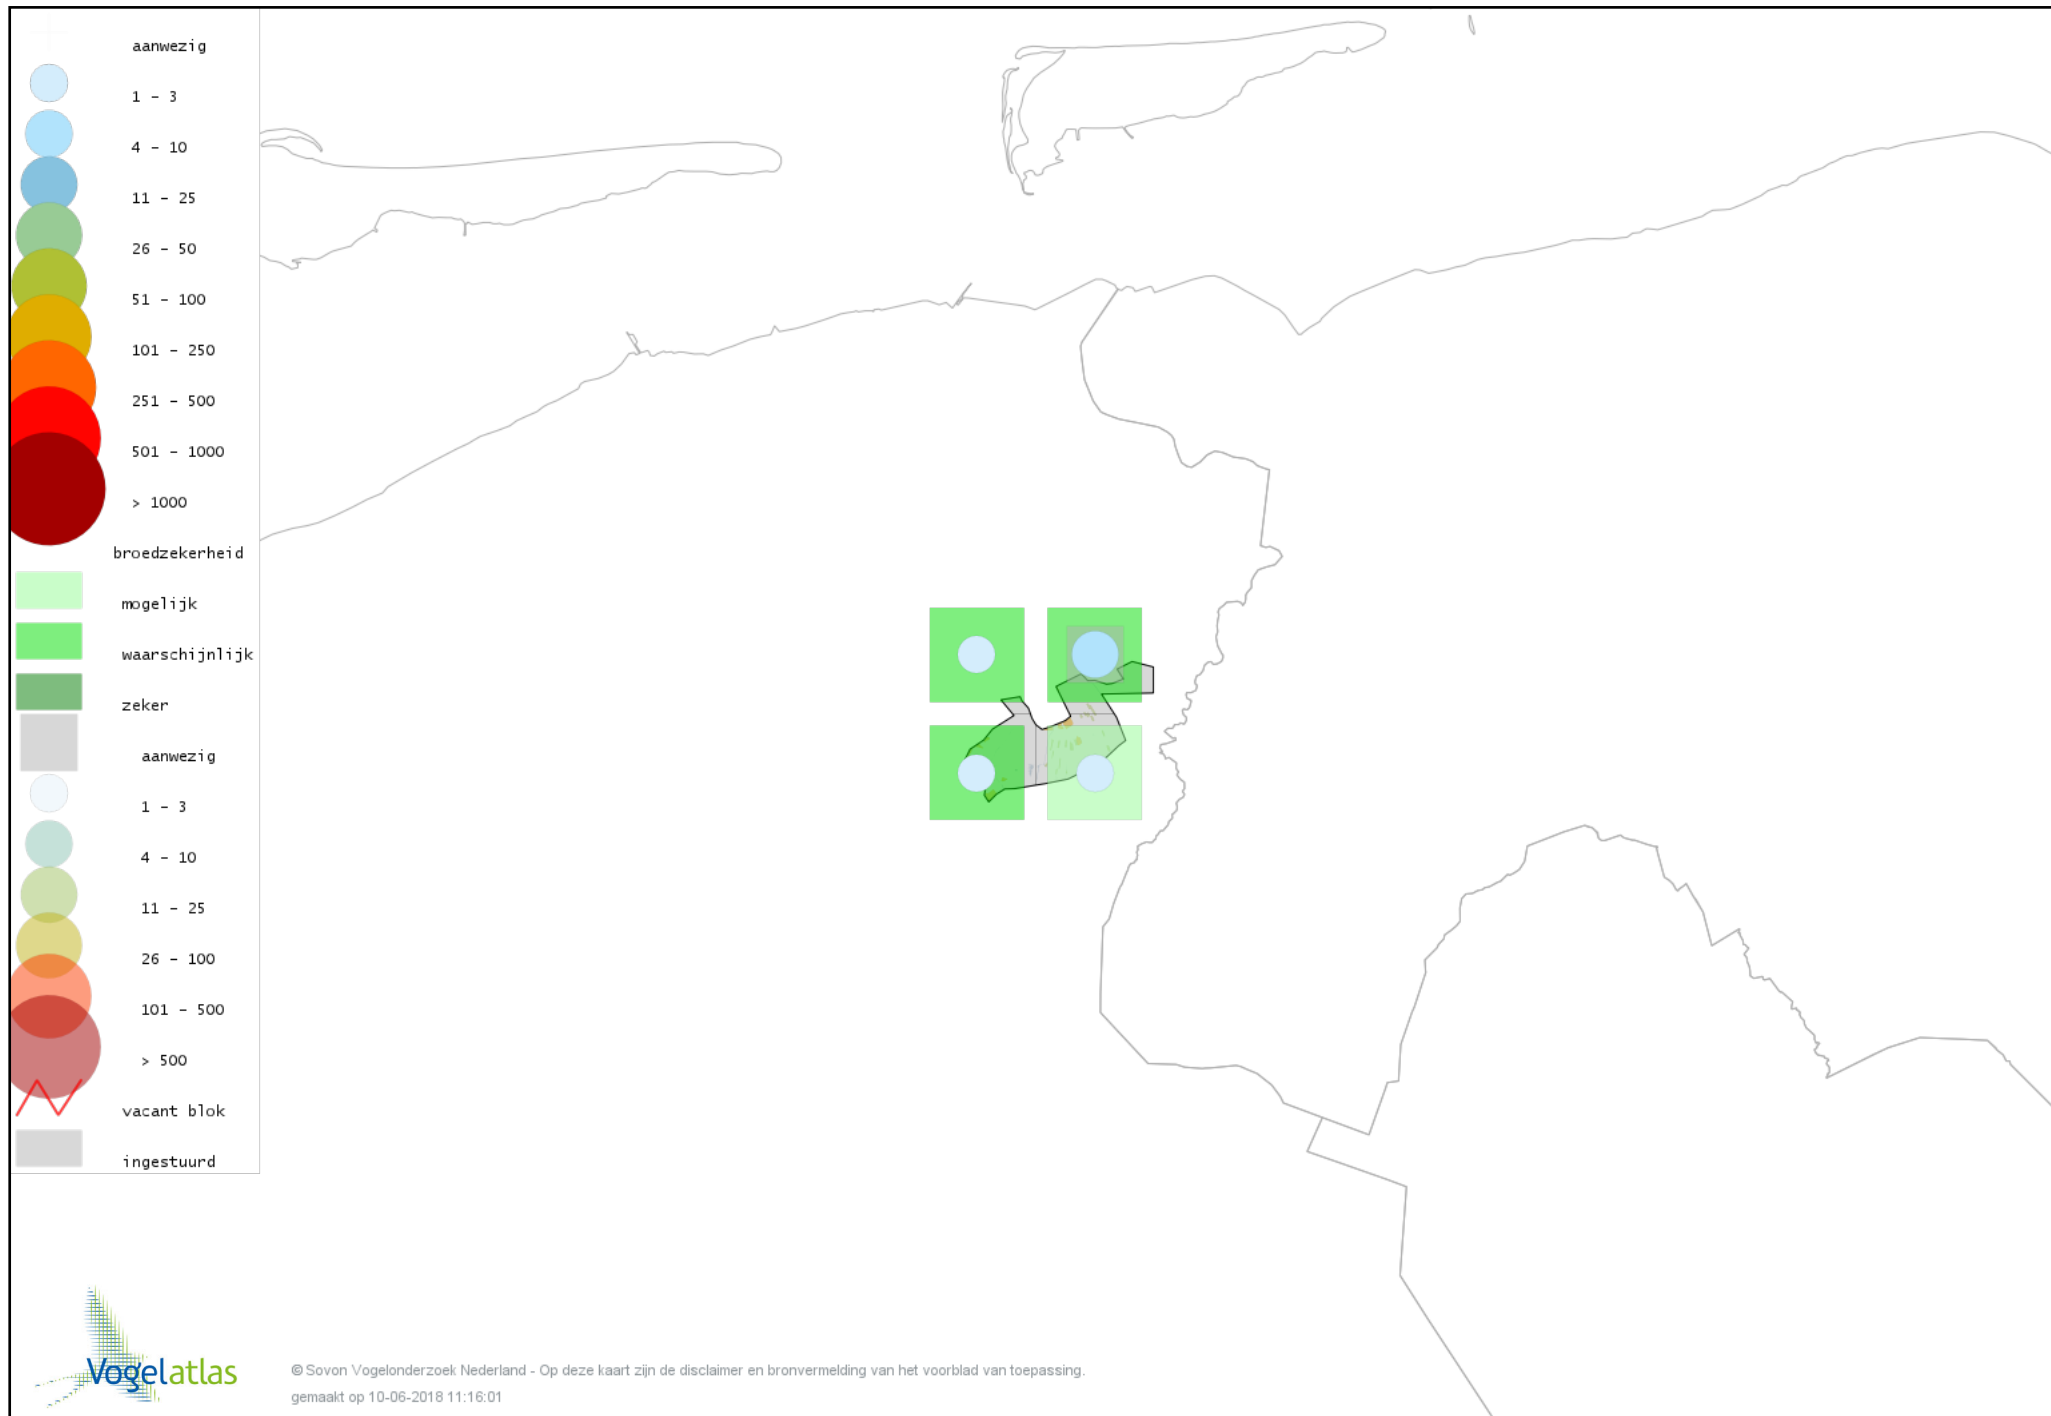 aanwezig
1 - 3
4 - 10
11 - 25
26 - 50
51 - 100
101 - 250
251 - 500
501 - 1000
> 1000
broedzekerheid
mogelijk
waarschijnlijk
zeker
aanwezig
1 - 3
4 - 10
11 - 25
26 - 100
101 - 500
> 500
vacant blok
ingestuurd
Vogelatlas
© Sovon Vogelonderzoek Nederland - Op deze kaart zijn de disclaimer en bronvermelding van het voorblad van toepassing.
gemaakt op 10-06-2018 11:16:01